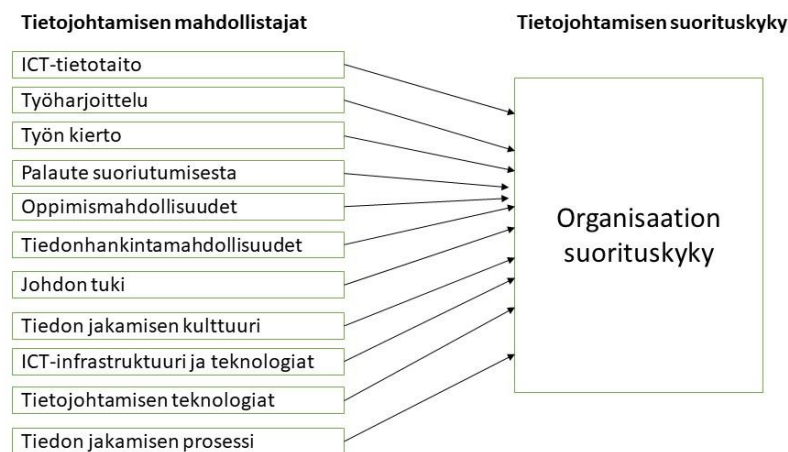 Tietojohtamisen mahdollistajat
Tietojohtamisen suorituskyky
ICT-tietotaito
Työharjoittelu
Työn kierto
Palaute suoriutumisesta
Oppimismahdollisuudet
Tiedonhankintamahdollisuudet
Johdon tuki
Tiedon jakamisen kulttuuri
ICT-infrastruktuuri ja teknologiat
Tietojohtamisen teknologiat
Tiedon jakamisen prosessi
Organisaation
suorituskyky